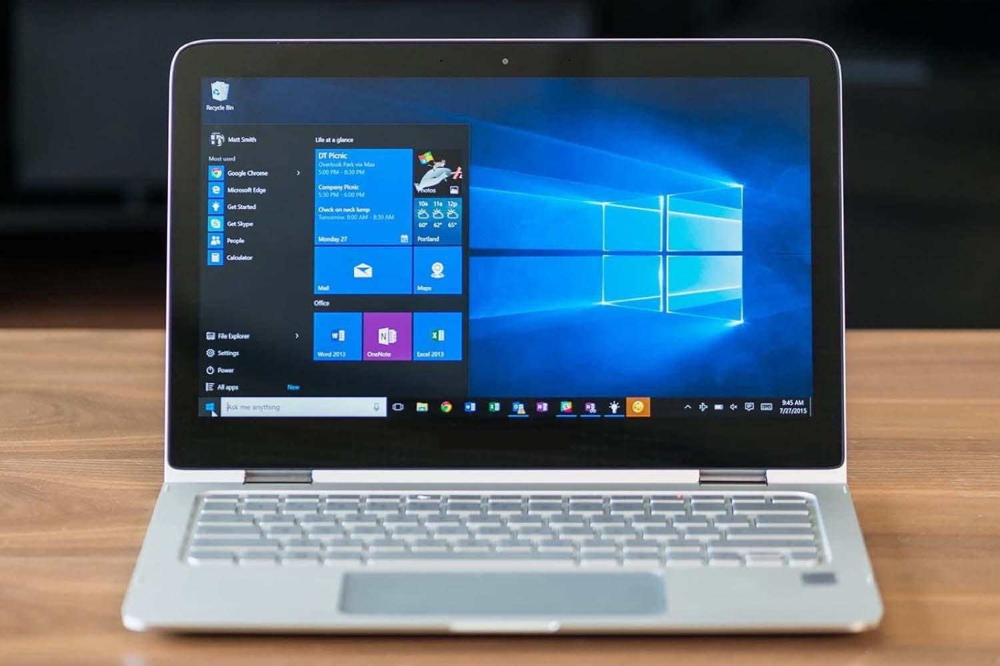 Recycle Bin
Matt Smith
Most used
Google Chrome
Microsoft Edge
Get Started
Get Skype
People
Calculator
File Explorer
Settings
Power
All apps
New
Life at a glance
DT Picnic
Overlook Park via Max
5:00 PM - 8:30 PM
Company Picnic
5:30 PM - 6:00 PM
Check on neck lump
Tomorrow: 8:00 AM - 8:30 AM
Monday 27
Photos
10a 11a 12p
60° 62° 65°
Portland
Mail
Maps
Office
Word 2013
OneNote
Excel 2013
Ask me anything
9:45 AM
7/27/2015